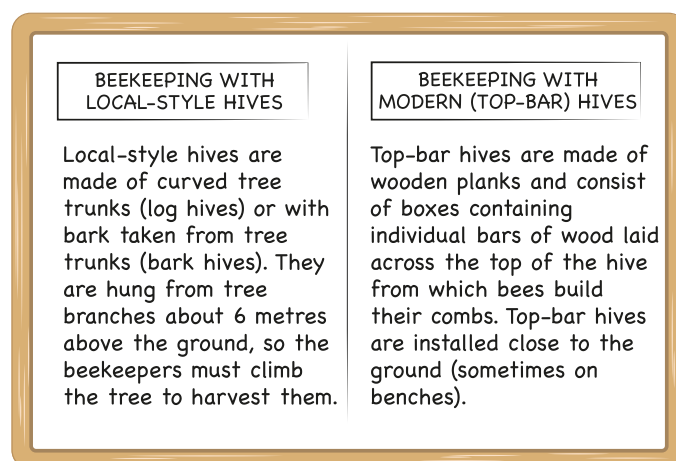 BEEKEEPING WITH
LOCAL-STYLE HIVES
Local-style hives are
made of curved tree
trunks (log hives) or with
bark taken from tree
trunks (bark hives). They
are hung from tree
branches about 6 metres
above the ground, so the
beekeepers must climb
the tree to harvest them.
BEEKEEPING WITH
MODERN (TOP-BAR) HIVES
Top-bar hives are made of
wooden planks and consist
of boxes containing
individual bars of wood laid
across the top of the hive
from which bees build
their combs. Top-bar hives
are installed close to the
ground (sometimes on
benches).